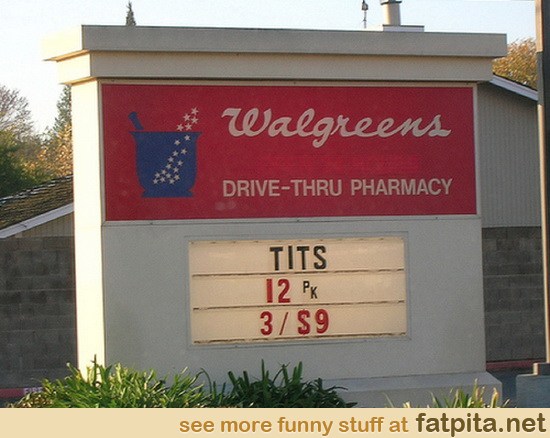 Walgreens
DRIVE-THRU PHARMACY
TITS
12 PK
3/$9
see more funny stuff at fatpita.net